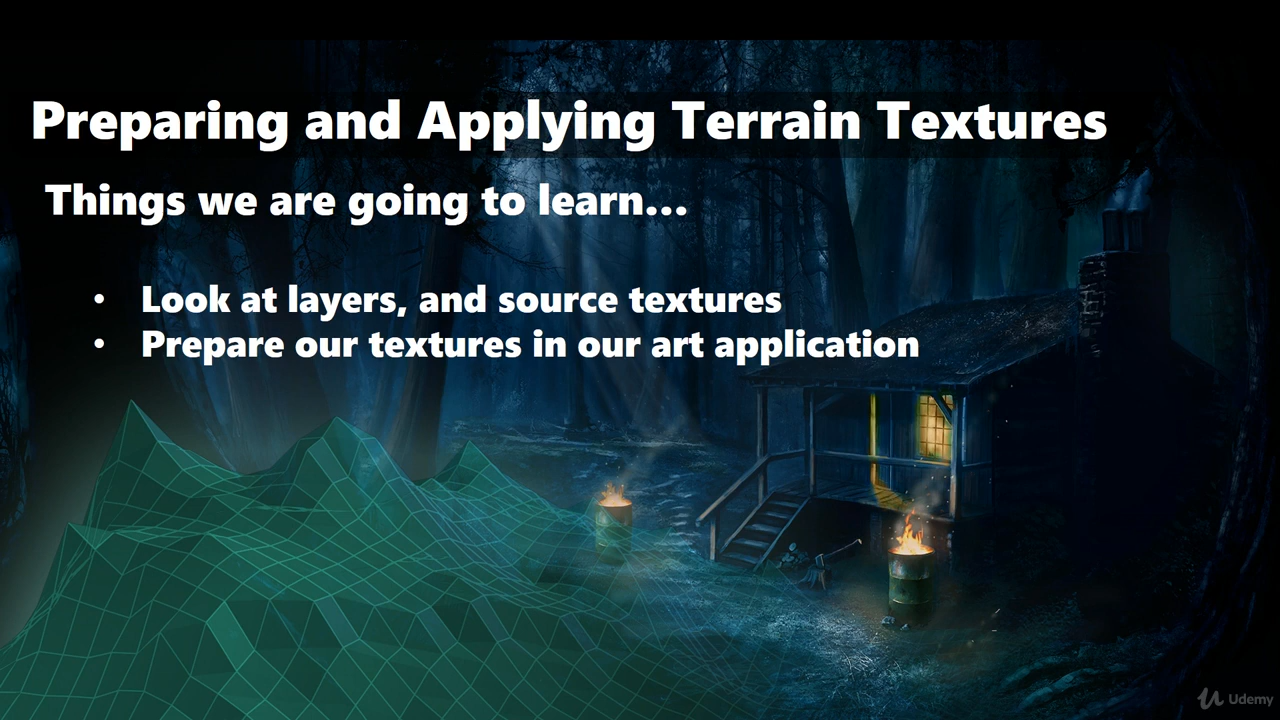 Preparing and Applying Terrain Textures
Things we are going to learn...
• Look at layers, and source textures
• Prepare our textures in our art application
Udemy